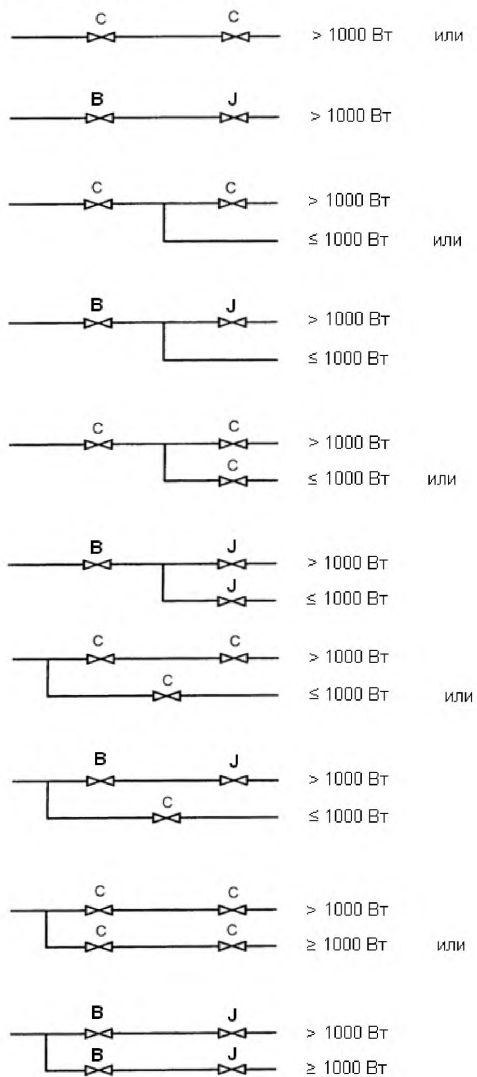 C C
> 1000 Вт или
B J
> 1000 Вт
C C
> 1000 Вт
≤ 1000 Вт или
B J
> 1000 Вт
≤ 1000 Вт
C C
> 1000 Вт
C
≤ 1000 Вт или
B J
> 1000 Вт
J
≤ 1000 Вт
C C
> 1000 Вт
C
≤ 1000 Вт или
B J
> 1000 Вт
C
≤ 1000 Вт
C C
> 1000 Вт
C C
≥ 1000 Вт или
B J
> 1000 Вт
B J
≥ 1000 Вт